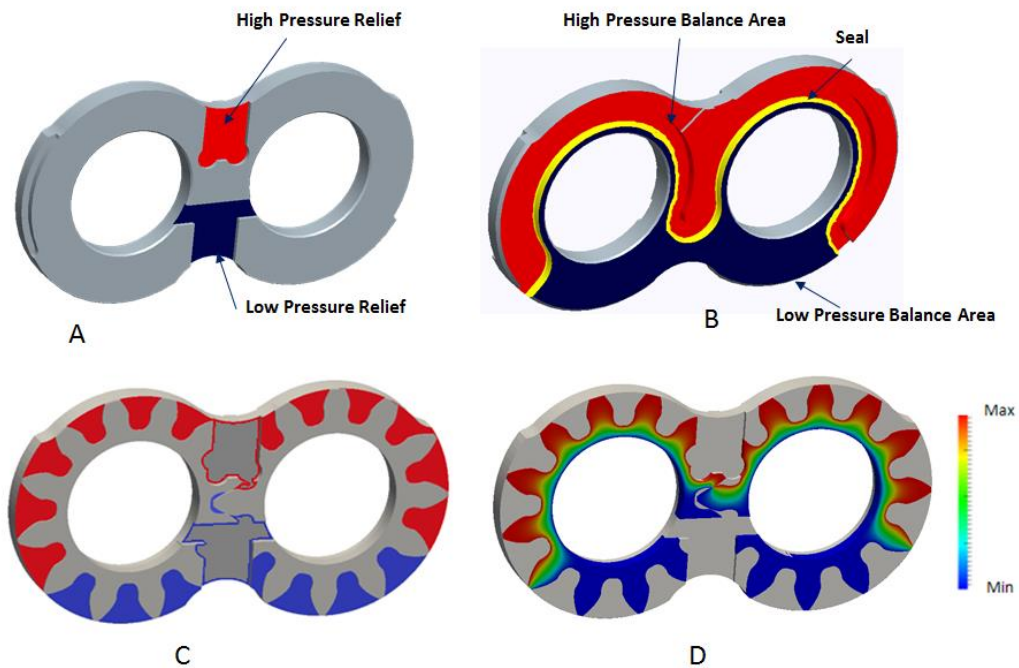 High Pressure Relief
High Pressure Balance Area
Seal
Low Pressure Relief
A
B
Low Pressure Balance Area
Max
Min
C
D